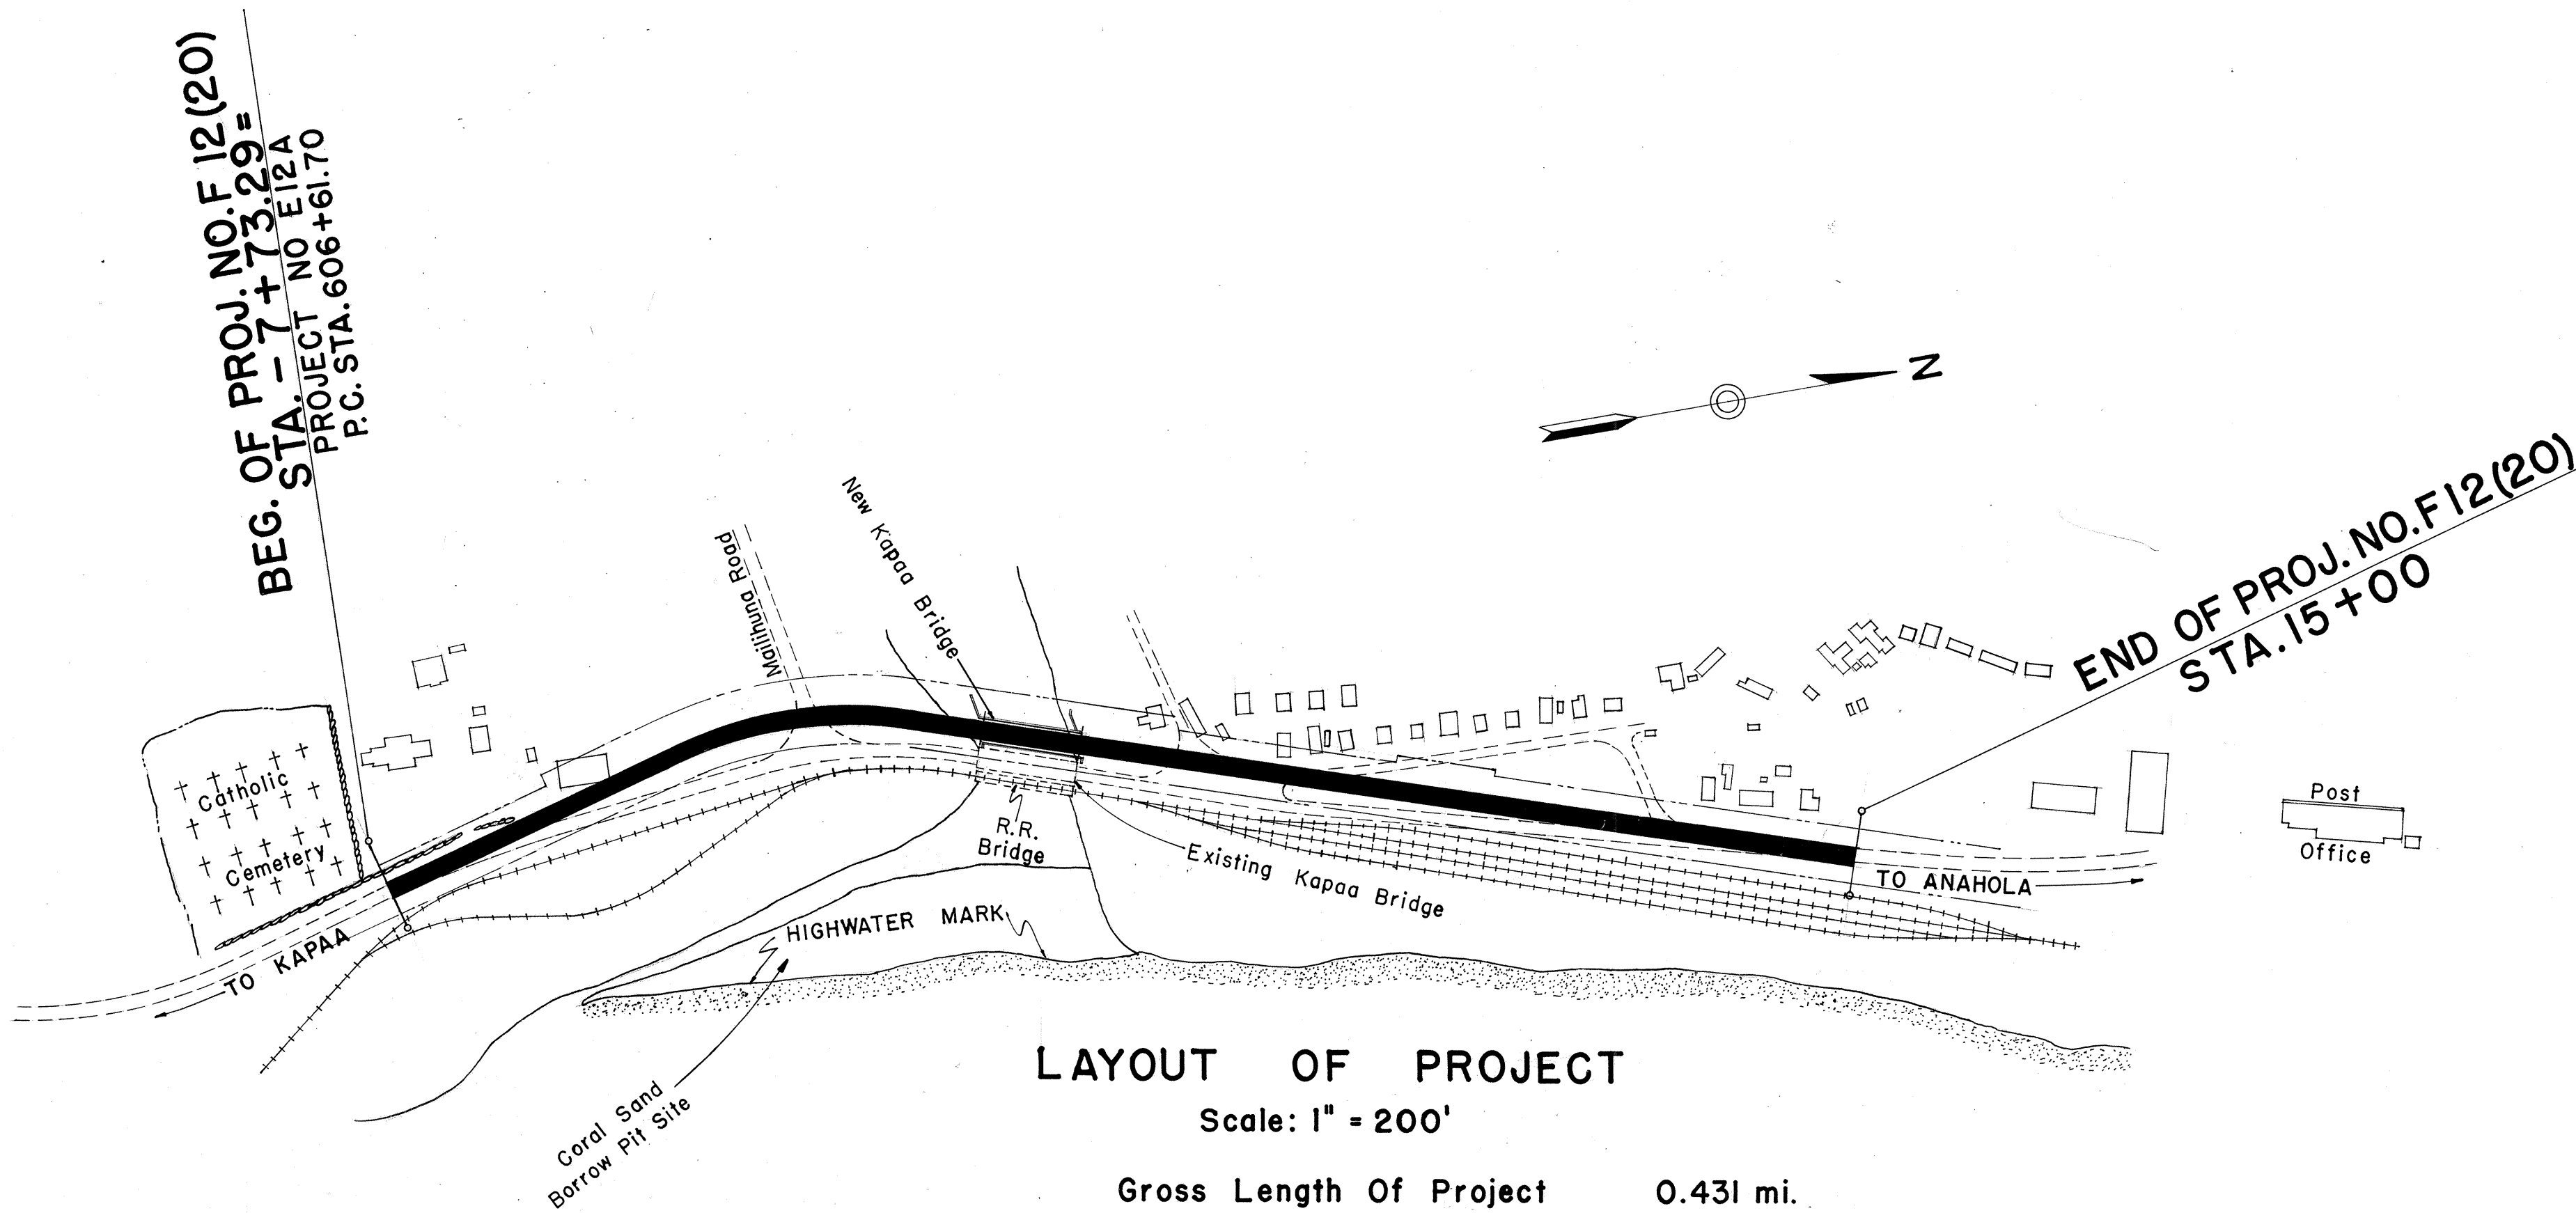 BEG. OF PROJ. NO. F 12(20)
STA. - 7 + 73.29 =
PROJECT NO E12A
P.C. STA. 606+61.70
N
New Kapaa Bridge
Mailihuna Road
END OF PROJ. NO. F 12(20)
STA. 15+00
Catholic
Cemetery
Post
Office
R.R.
Bridge
Existing Kapaa Bridge
TO ANAHOLA
HIGHWATER MARK
TO KAPAA
Coral Sand
Borrow Pit Site
LAYOUT OF PROJECT
Scale: 1" = 200'
Gross Length Of Project 0.431 mi.